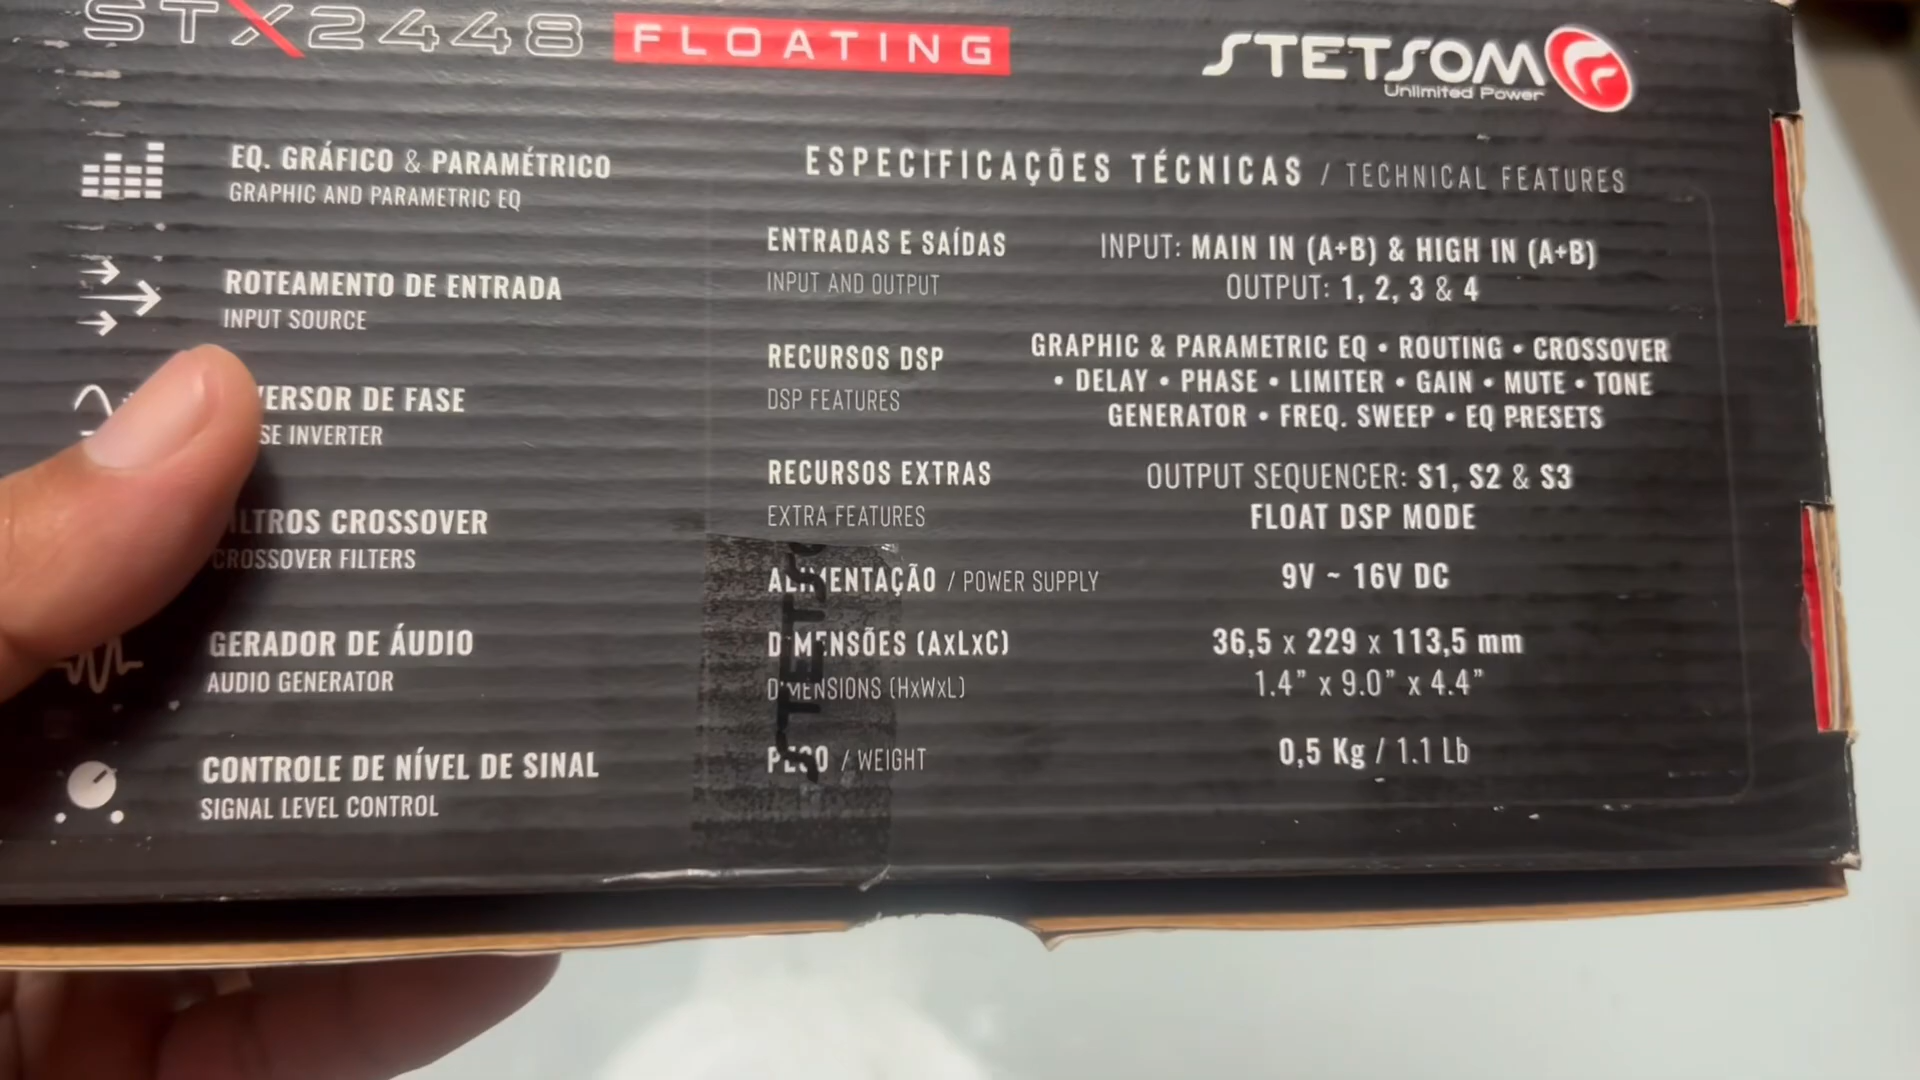 STX2448 FLOATING
STETSOM
Unlimited Power
EQ. GRÁFICO & PARAMÉTRICO
GRAPHIC AND PARAMETRIC EQ
ROTEAMENTO DE ENTRADA
INPUT SOURCE
DE FASE
INVERTER
CROSSOVER
CROSSOVER FILTERS
GERADOR DE ÁUDIO
AUDIO GENERATOR
CONTROLE DE NÍVEL DE SINAL
SIGNAL LEVEL CONTROL
ESPECIFICAÇÕES TÉCNICAS / TECHNICAL FEATURES
ENTRADAS E SAÍDAS
INPUT AND OUTPUT
INPUT: MAIN IN (A+B) & HIGH IN (A+B)
OUTPUT: 1, 2, 3 & 4
RECURSOS DSP
DSP FEATURES
GRAPHIC & PARAMETRIC EQ • ROUTING • CROSSOVER
• DELAY • PHASE • LIMITER • GAIN • MUTE • TONE
GENERATOR • FREQ. SWEEP • EQ PRESETS
RECURSOS EXTRAS
EXTRA FEATURES
OUTPUT SEQUENCER: S1, S2 & S3
FLOAT DSP MODE
ALIMENTAÇÃO / POWER SUPPLY
9V ~ 16V DC
DIMENSÕES (AxLxC)
DIMENSIONS (HxWxL)
36,5 x 229 x 113,5 mm
1.4” x 9.0” x 4.4”
PESO / WEIGHT
0,5 Kg / 1.1 Lb